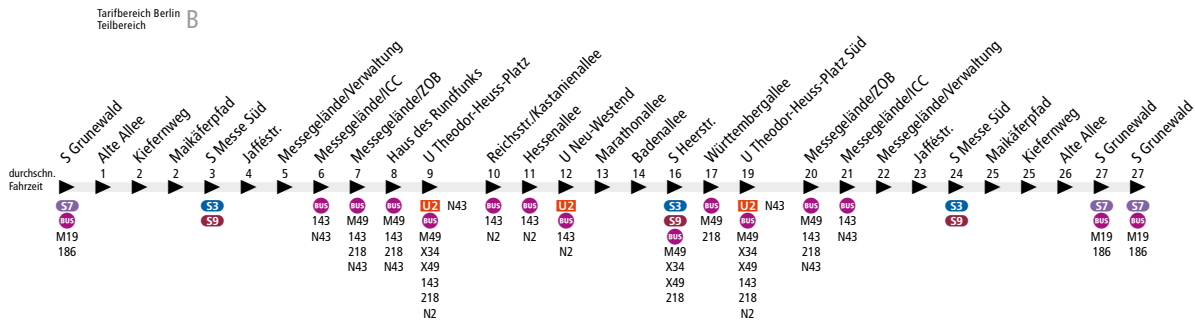 Tarifbereich Berlin
Teilbereich B
S Grunewald
Alte Allee
Kiefernweg
Maikäferpfad
S Messe Süd
Jafféstr.
Messegelände/Verwaltung
Messegelände/ICC
Messegelände/ZOB
Haus des Rundfunks
U Theodor-Heuss-Platz
Reichsstr./Kastanienallee
Hessenallee
U Neu-Westend
Marathonallee
Badenallee
S Heerstr.
Württembergallee
U Theodor-Heuss-Platz Süd
Messegelände/ZOB
Messegelände/ICC
Messegelände/Verwaltung
Jafféstr.
S Messe Süd
Maikäferpfad
Kiefernweg
Alte Allee
S Grunewald
S Grunewald
durchschn. 1 2 2 3 4 5 6 7 8 9 10 11 12 13 14 16 17 19 20 21 22 23 24 25 25 26 27 27
Fahrzeit
S7 S3 BUS BUS BUS U2 N43 BUS BUS U2 S3 BUS U2 N43 BUS BUS S3 S7 S7
BUS S9 143 M49 M49 BUS 143 143 BUS S9 M49 BUS M49 143 S9 BUS BUS
M19 N43 143 143 M49 N2 N2 143 BUS 218 M49 143 N43 M19 M19
186 218 218 X34 N2 M49 X34 218 186 186
N43 N43 X49 X34 X49 N43
143 X49 143
218 218 218
N2 N2